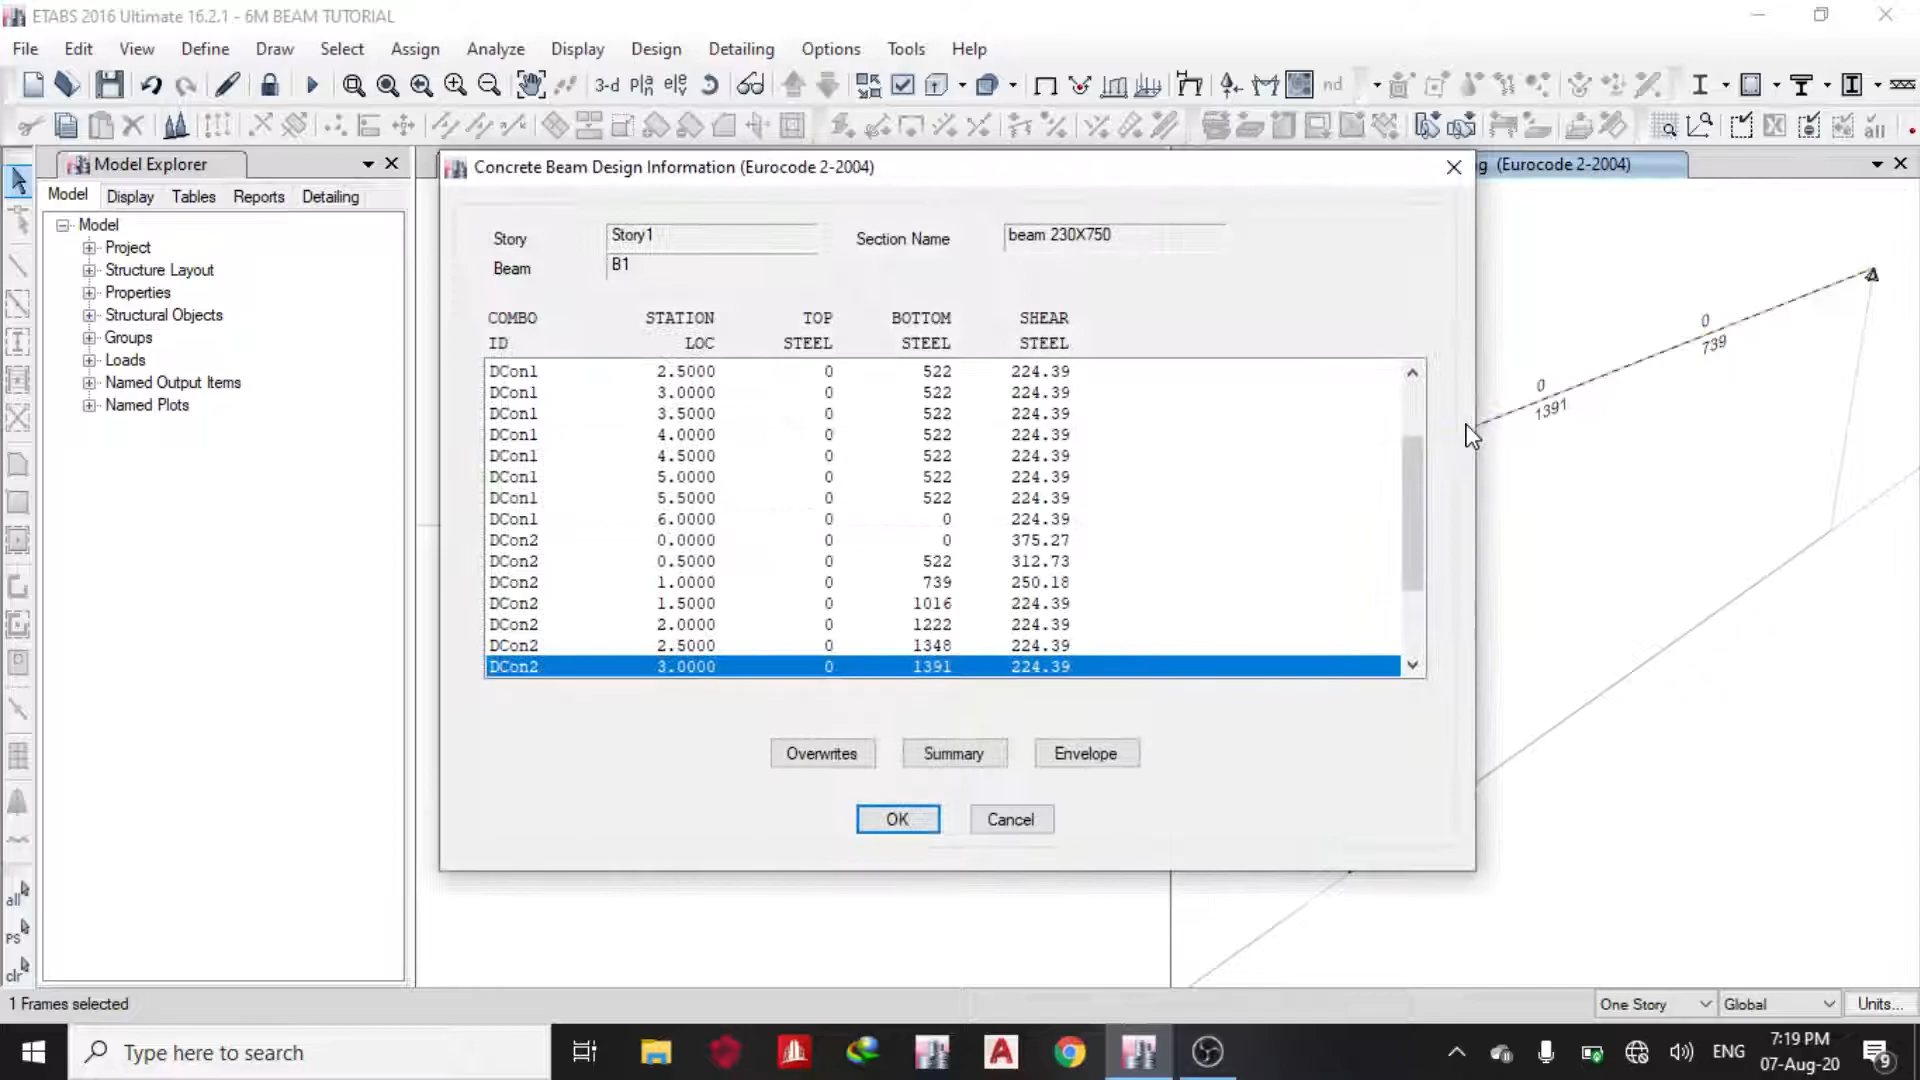 ETABS 2016 Ultimate 16.2.1 - 6M BEAM TUTORIAL
File Edit View Define Draw Select Assign Analyze Display Design Detailing Options Tools Help
3-d nd
all
Model Explorer
Concrete Beam Design Information (Eurocode 2-2004)
g (Eurocode 2-2004)
Model Display Tables Reports Detailing
Model
Project
Structure Layout
Properties
Structural Objects
Groups
Loads
Named Output Items
Named Plots
Story Story1 Section Name beam 230X750
Beam B1
COMBO STATION TOP BOTTOM SHEAR
ID LOC STEEL STEEL STEEL
DCon1 2.5000 0 522 224.39
DCon1 3.0000 0 522 224.39
DCon1 3.5000 0 522 224.39
DCon1 4.0000 0 522 224.39
DCon1 4.5000 0 522 224.39
DCon1 5.0000 0 522 224.39
DCon1 5.5000 0 522 224.39
DCon1 6.0000 0 0 224.39
DCon2 0.0000 0 0 375.27
DCon2 0.5000 0 522 312.73
DCon2 1.0000 0 739 250.18
DCon2 1.5000 0 1016 224.39
DCon2 2.0000 0 1222 224.39
DCon2 2.5000 0 1348 224.39
DCon2 3.0000 0 1391 224.39
Overwrites Summary Envelope
OK Cancel
0
739
0
1391
all
PS
clr
1 Frames selected
One Story Global Units...
Type here to search
ENG
7:19 PM
07-Aug-20
9